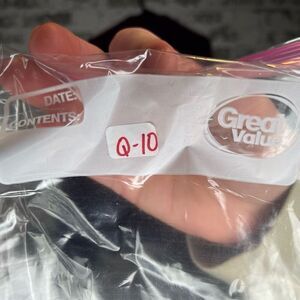 DATE:
CONTENTS:
Q-10
Great
Value